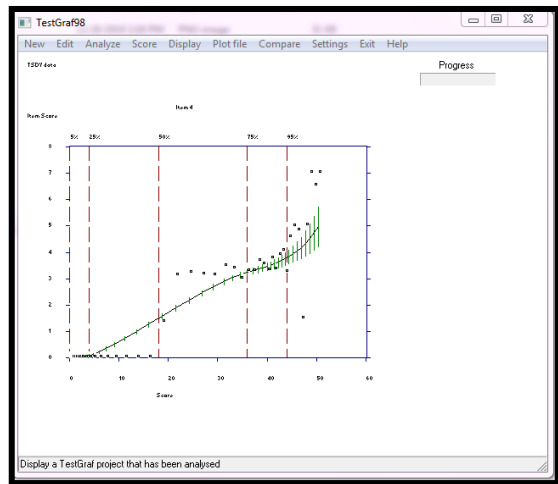 TestGraf98
New Edit Analyze Score Display Plot file Compare Settings Exit Help
TSDY data
Progress
Item 4
Item Score
5% 25% 50% 75% 95%
8
7
6
5
4
3
2
1
0
0 10 20 30 40 50 60
Score
Display a TestGraf project that has been analysed